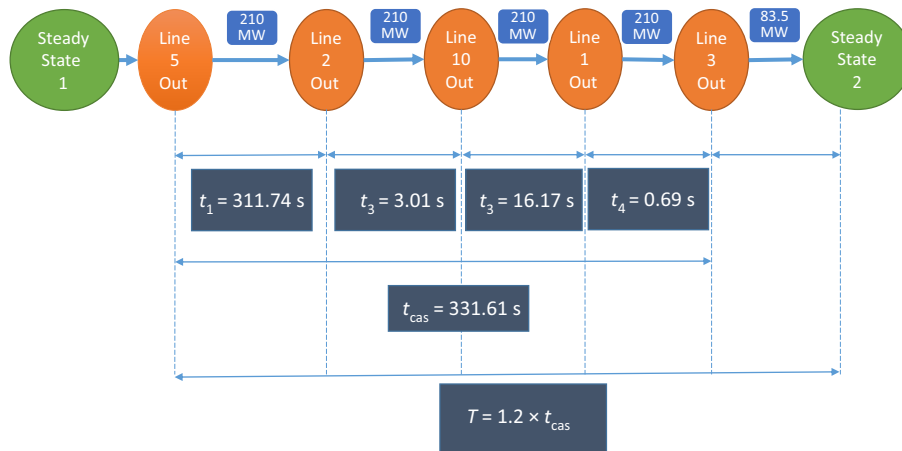 Steady
State
1
Line
5
Out
210
MW
Line
2
Out
210
MW
Line
10
Out
210
MW
Line
1
Out
210
MW
Line
3
Out
83.5
MW
Steady
State
2
t1 = 311.74 s
t3 = 3.01 s
t3 = 16.17 s
t4 = 0.69 s
tcas = 331.61 s
T = 1.2 × tcas